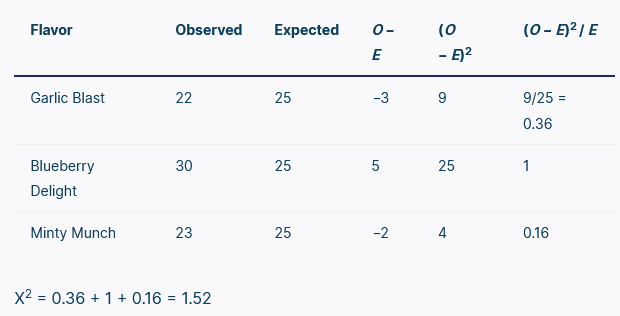 Flavor Observed Expected O – E (O – E)² (O – E)² / E
Garlic Blast 22 25 –3 9 9/25 = 0.36
Blueberry Delight 30 25 5 25 1
Minty Munch 23 25 –2 4 0.16
X² = 0.36 + 1 + 0.16 = 1.52